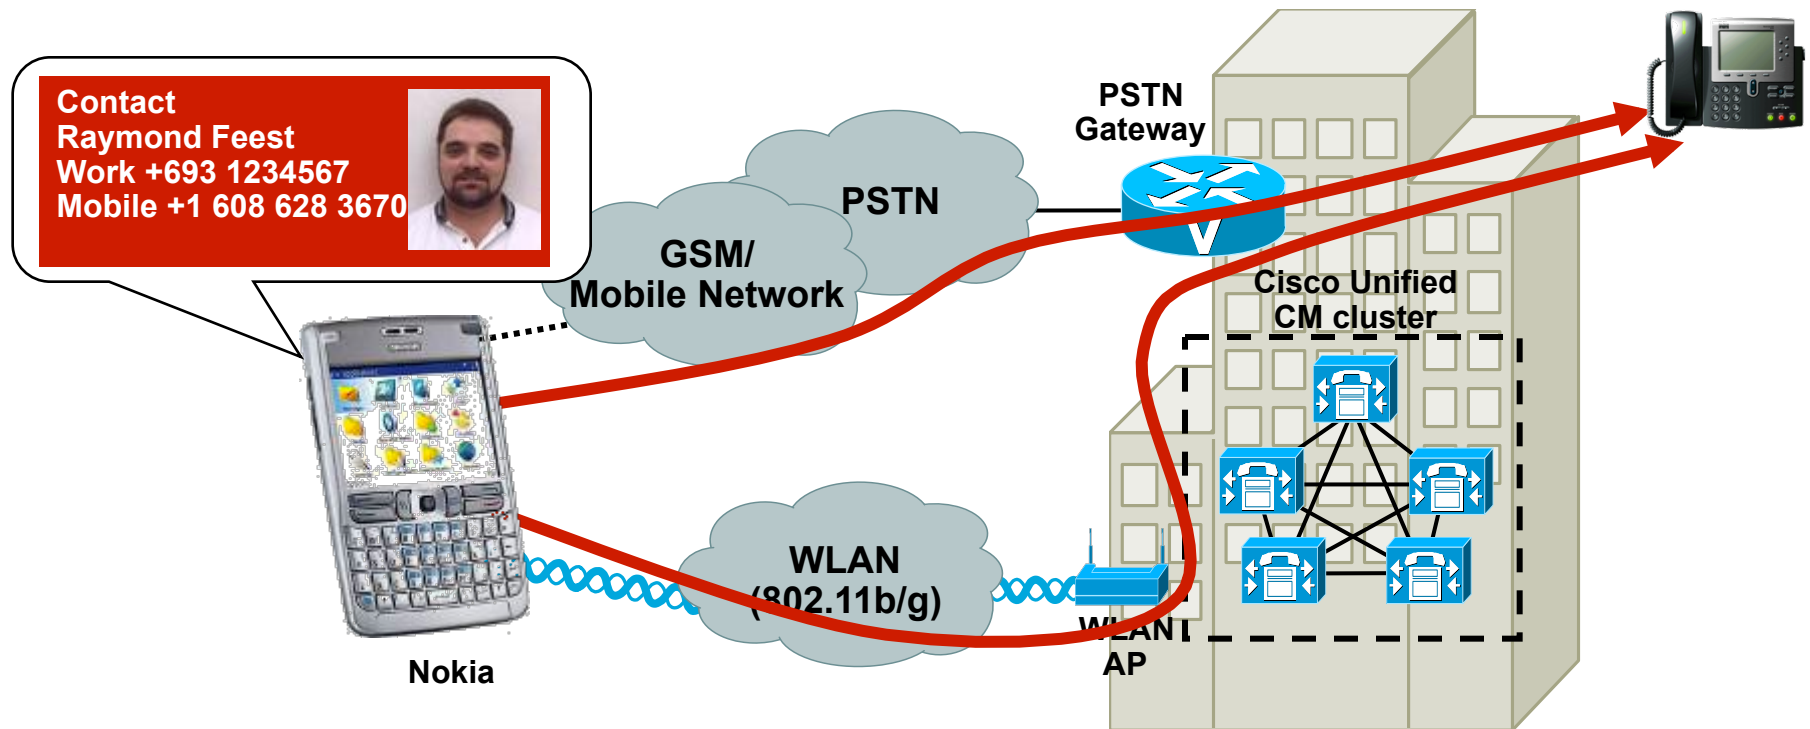 Contact
Raymond Feest
Work +693 1234567
Mobile +1 608 628 3670
PSTN
Gateway
PSTN
GSM/
Mobile Network
Cisco Unified
CM cluster
V
WLAN
(802.11b/g)
WLAN
AP
Nokia